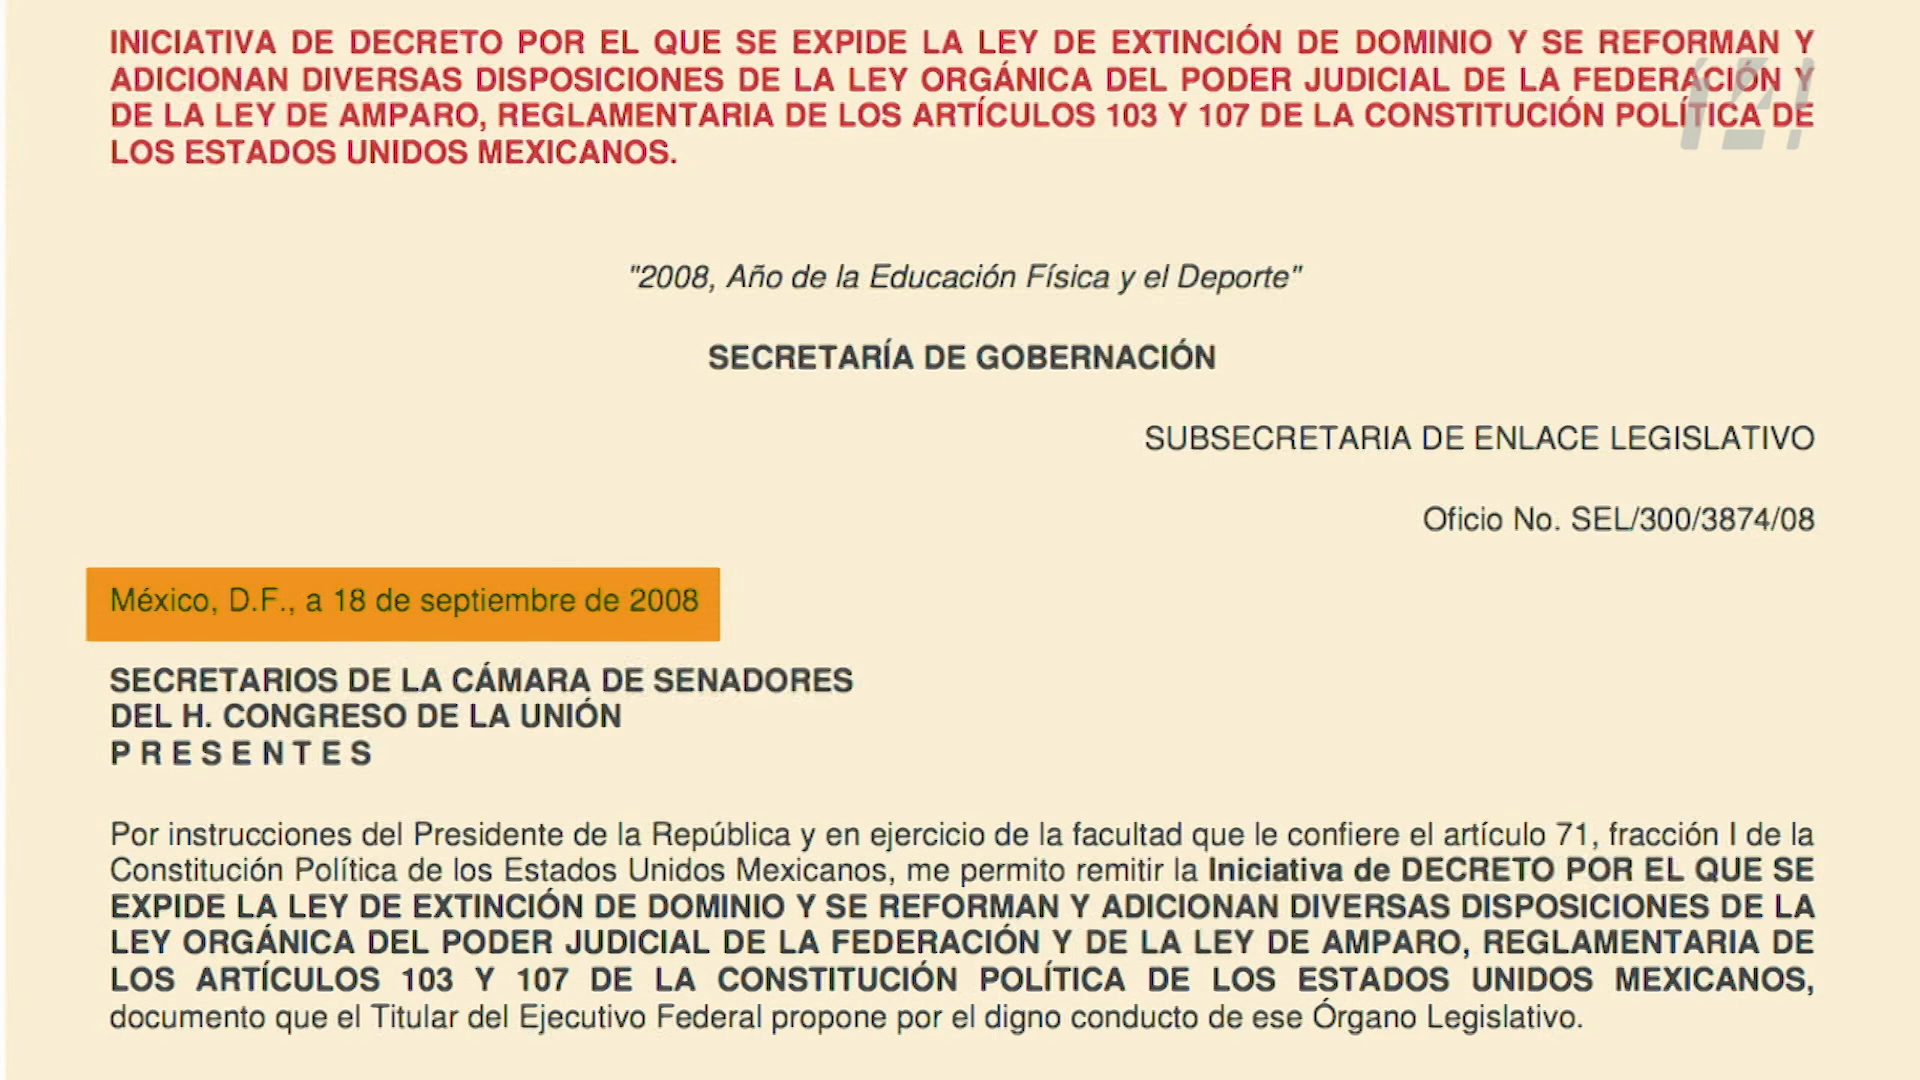 INICIATIVA DE DECRETO POR EL QUE SE EXPIDE LA LEY DE EXTINCIÓN DE DOMINIO Y SE REFORMAN Y
ADICIONAN DIVERSAS DISPOSICIONES DE LA LEY ORGÁNICA DEL PODER JUDICIAL DE LA FEDERACIÓN Y
DE LA LEY DE AMPARO, REGLAMENTARIA DE LOS ARTÍCULOS 103 Y 107 DE LA CONSTITUCIÓN POLÍTICA DE
LOS ESTADOS UNIDOS MEXICANOS.
"2008, Año de la Educación Física y el Deporte"
SECRETARÍA DE GOBERNACIÓN
SUBSECRETARIA DE ENLACE LEGISLATIVO
Oficio No. SEL/300/3874/08
México, D.F., a 18 de septiembre de 2008
SECRETARIOS DE LA CÁMARA DE SENADORES
DEL H. CONGRESO DE LA UNIÓN
P R E S E N T E S
Por instrucciones del Presidente de la República y en ejercicio de la facultad que le confiere el artículo 71, fracción I de la
Constitución Política de los Estados Unidos Mexicanos, me permito remitir la Iniciativa de DECRETO POR EL QUE SE
EXPIDE LA LEY DE EXTINCIÓN DE DOMINIO Y SE REFORMAN Y ADICIONAN DIVERSAS DISPOSICIONES DE LA
LEY ORGÁNICA DEL PODER JUDICIAL DE LA FEDERACIÓN Y DE LA LEY DE AMPARO, REGLAMENTARIA DE
LOS ARTÍCULOS 103 Y 107 DE LA CONSTITUCIÓN POLÍTICA DE LOS ESTADOS UNIDOS MEXICANOS,
documento que el Titular del Ejecutivo Federal propone por el digno conducto de ese Órgano Legislativo.